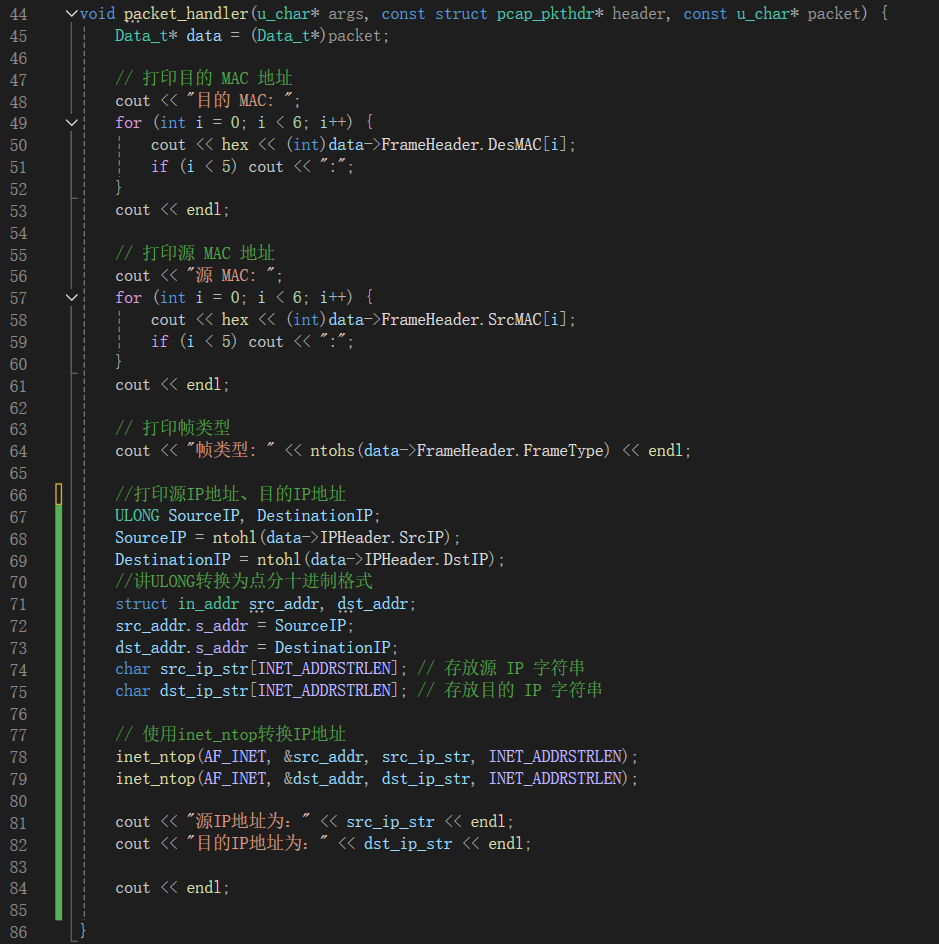 44 void packet_handler(u_char* args, const struct pcap_pkthdr* header, const u_char* packet) {
45 Data_t* data = (Data_t*)packet;
46
47 // 打印目的 MAC 地址
48 cout << "目的 MAC: ";
49 for (int i = 0; i < 6; i++) {
50 cout << hex << (int)data->FrameHeader.DesMAC[i];
51 if (i < 5) cout << ":";
52 }
53 cout << endl;
54
55 // 打印源 MAC 地址
56 cout << "源 MAC: ";
57 for (int i = 0; i < 6; i++) {
58 cout << hex << (int)data->FrameHeader.SrcMAC[i];
59 if (i < 5) cout << ":";
60 }
61 cout << endl;
62
63 // 打印帧类型
64 cout << "帧类型: " << ntohs(data->FrameHeader.FrameType) << endl;
65
66 //打印源IP地址、目的IP地址
67 ULONG SourceIP, DestinationIP;
68 SourceIP = ntohl(data->IPHeader.SrcIP);
69 DestinationIP = ntohl(data->IPHeader.DstIP);
70 //讲ULONG转换为点分十进制格式
71 struct in_addr src_addr, dst_addr;
72 src_addr.s_addr = SourceIP;
73 dst_addr.s_addr = DestinationIP;
74 char src_ip_str[INET_ADDRSTRLEN]; // 存放源 IP 字符串
75 char dst_ip_str[INET_ADDRSTRLEN]; // 存放目的 IP 字符串
76
77 // 使用inet_ntop转换IP地址
78 inet_ntop(AF_INET, &src_addr, src_ip_str, INET_ADDRSTRLEN);
79 inet_ntop(AF_INET, &dst_addr, dst_ip_str, INET_ADDRSTRLEN);
80
81 cout << "源IP地址为：" << src_ip_str << endl;
82 cout << "目的IP地址为：" << dst_ip_str << endl;
83
84 cout << endl;
85
86 }